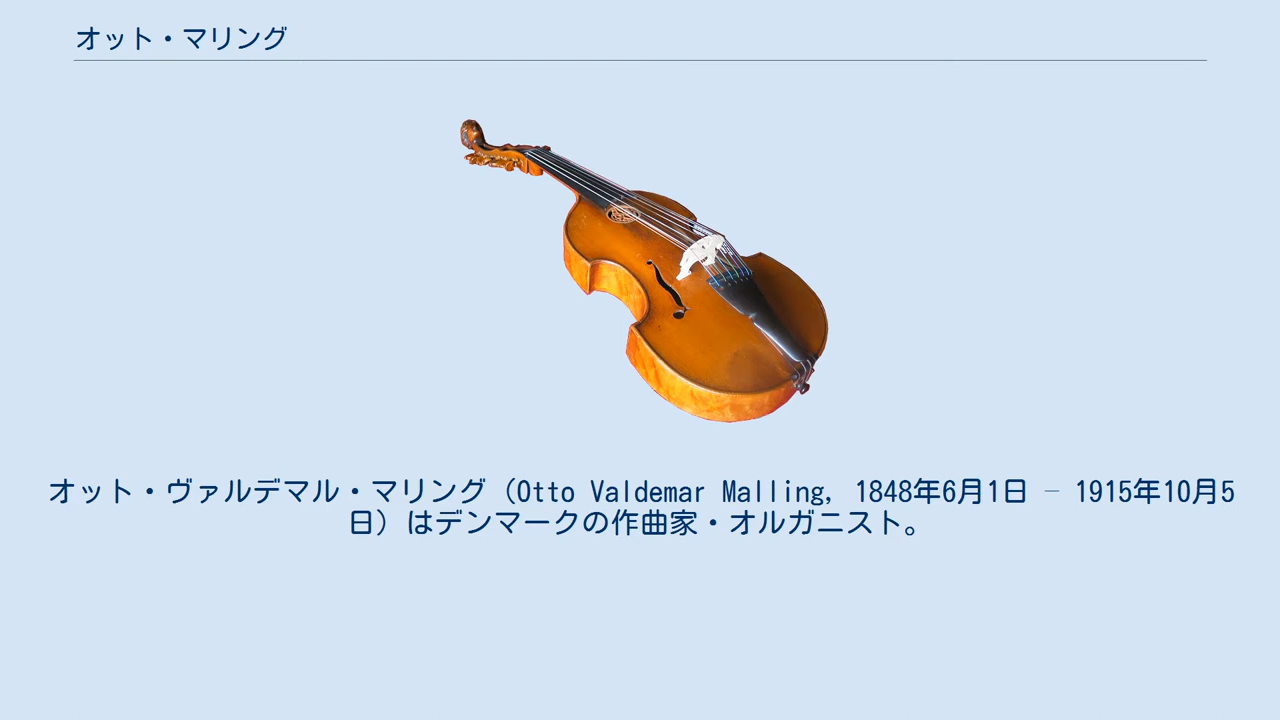 オット・マリング
オット・ヴァルデマル・マリング（Otto Valdemar Malling, 1848年6月1日 – 1915年10月5
日）はデンマークの作曲家・オルガニスト。